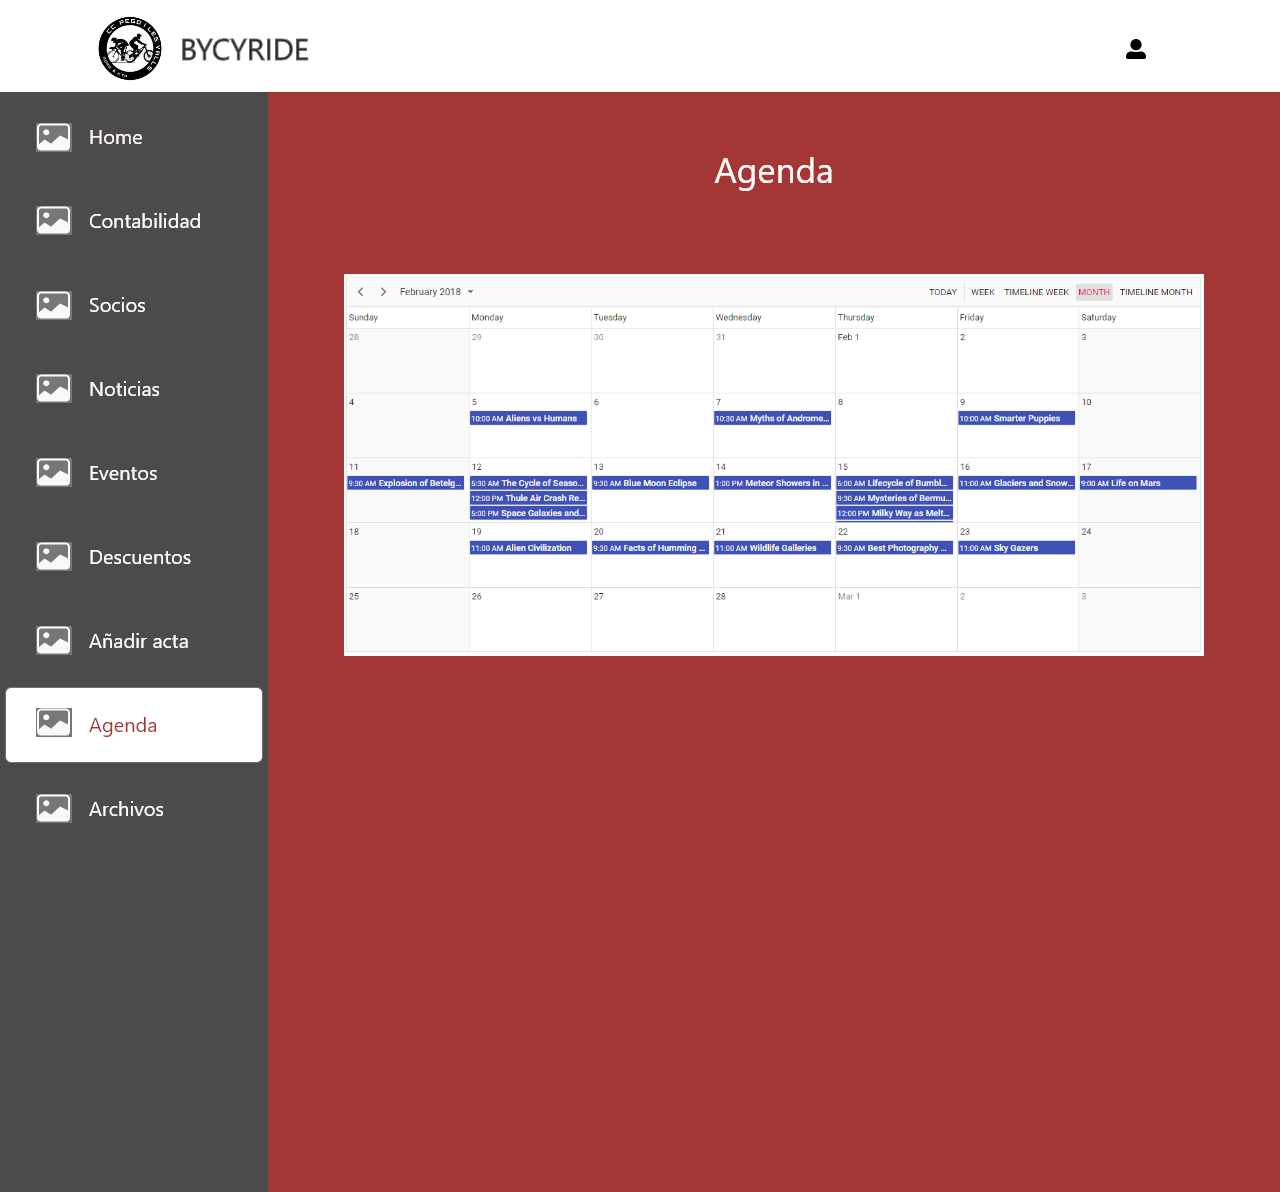 CC PEGO I LES VALLS
BYCYRIDE
Home
Contabilidad
Socios
Noticias
Eventos
Descuentos
Añadir acta
Agenda
Archivos
Agenda
February 2018 TODAY WEEK TIMELINE WEEK MONTH TIMELINE MONTH
Sunday Monday Tuesday Wednesday Thursday Friday Saturday
28 29 30 31 Feb 1 2 3
4 5 6 7 8 9 10
10:00 AM Aliens vs Humans 10:30 AM Myths of Androme... 10:00 AM Smarter Puppies
11 12 13 14 15 16 17
9:30 AM Explosion of Betelg... 5:30 AM The Cycle of Seaso... 9:30 AM Blue Moon Eclipse 1:00 PM Meteor Showers in ... 6:00 AM Lifecycle of Bumbl... 11:00 AM Glaciers and Snow... 9:00 AM Life on Mars
12:00 PM Thule Air Crash Re... 9:30 AM Mysteries of Bermu...
5:00 PM Space Galaxies and... 12:00 PM Milky Way as Melt...
18 19 20 21 22 23 24
11:00 AM Alien Civilization 9:30 AM Facts of Humming ... 11:00 AM Wildlife Galleries 9:30 AM Best Photography ... 11:00 AM Sky Gazers
25 26 27 28 Mar 1 2 3